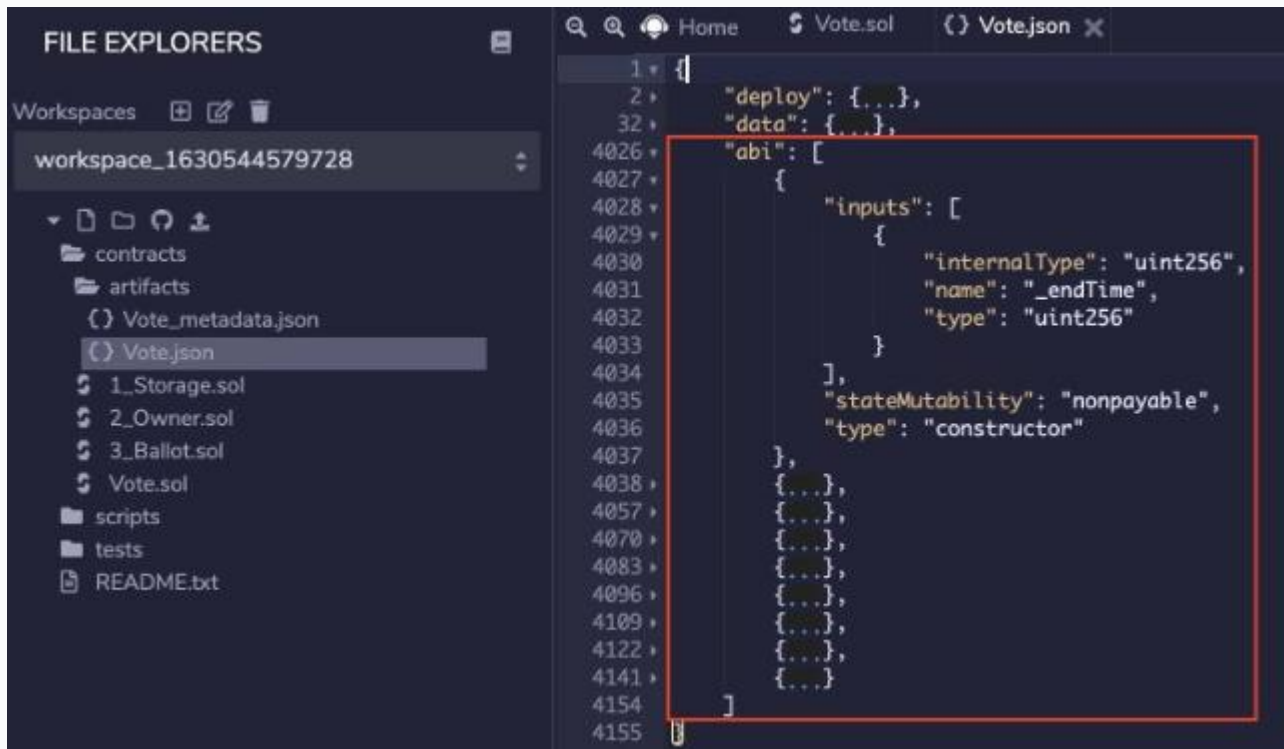 FILE EXPLORERS
Workspaces
workspace_1630544579728
contracts
artifacts
{} Vote_metadata.json
{} Vote.json
1_Storage.sol
2_Owner.sol
3_Ballot.sol
Vote.sol
scripts
tests
README.txt
Home Vote.sol {} Vote.json
1 {
2 "deploy": {...},
32 "data": {...},
4026 "abi": [
4027 {
4028 "inputs": [
4029 {
4030 "internalType": "uint256",
4031 "name": "_endTime",
4032 "type": "uint256"
4033 }
4034 ],
4035 "stateMutability": "nonpayable",
4036 "type": "constructor"
4037 },
4038 {...},
4057 {...},
4070 {...},
4083 {...},
4096 {...},
4109 {...},
4122 {...},
4141 {...}
4154 ]
4155 }